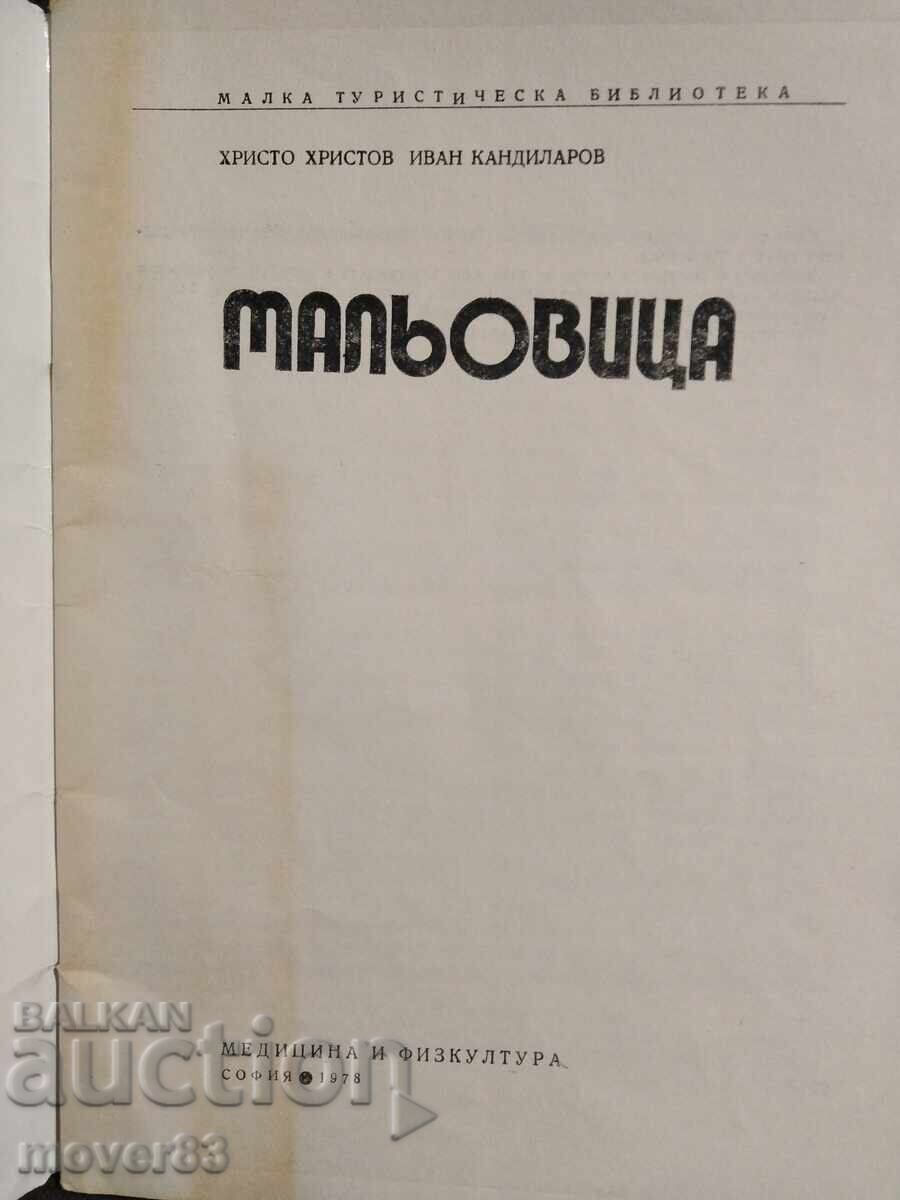 МАЛКА ТУРИСТИЧЕСКА БИБЛИОТЕКА
ХРИСТО ХРИСТОВ ИВАН КАНДИЛАРОВ
МАЛЬОВИЦА
МЕДИЦИНА И ФИЗКУЛТУРА
СОФИЯ 1978
BALKAN
auction
mover83